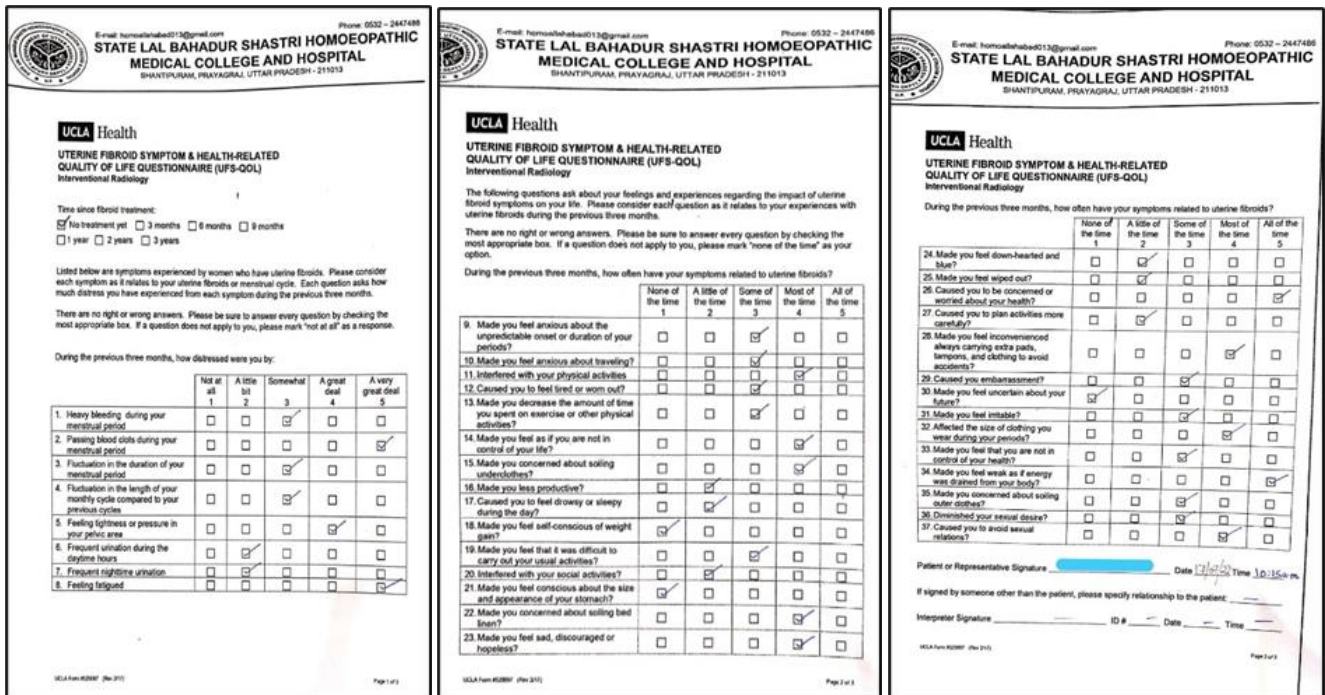 E-mail: homoallahabad013@gmail.com
Phone: 0532 – 2447486
STATE LAL BAHADUR SHASTRI HOMOEOPATHIC
MEDICAL COLLEGE AND HOSPITAL
SHANTIPURAM, PRAYAGRAJ, UTTAR PRADESH - 211013
UCLA Health
UTERINE FIBROID SYMPTOM & HEALTH-RELATED
QUALITY OF LIFE QUESTIONNAIRE (UFS-QOL)
Interventional Radiology
Time since fibroid treatment:
No treatment yet 3 months 6 months 9 months
1 year 2 years 3 years
Listed below are symptoms experienced by women who have uterine fibroids. Please consider
each symptom as it relates to your uterine fibroids or menstrual cycle. Each question asks how
much distress you have experienced from each symptom during the previous three months.
There are no right or wrong answers. Please be sure to answer every question by checking the
most appropriate box. If a question does not apply to you, please mark "not at all" as a response.
During the previous three months, how distressed were you by:
Not at all 1
A little bit 2
Somewhat 3
A great deal 4
A very great deal 5
1. Heavy bleeding during your
menstrual period
2. Passing blood clots during your
menstrual period
3. Fluctuation in the duration of your
menstrual period
4. Fluctuation in the length of your
monthly cycle compared to your
previous cycles
5. Feeling tightness or pressure in
your pelvic area
6. Frequent urination during the
daytime hours
7. Frequent nighttime urination
8. Feeling fatigued
UCLA Form #520897 (Rev 2/17)
Page 1 of 3
E-mail: homoallahabad013@gmail.com
Phone: 0532 – 2447486
STATE LAL BAHADUR SHASTRI HOMOEOPATHIC
MEDICAL COLLEGE AND HOSPITAL
SHANTIPURAM, PRAYAGRAJ, UTTAR PRADESH - 211013
UCLA Health
UTERINE FIBROID SYMPTOM & HEALTH-RELATED
QUALITY OF LIFE QUESTIONNAIRE (UFS-QOL)
Interventional Radiology
The following questions ask about your feelings and experiences regarding the impact of uterine
fibroid symptoms on your life. Please consider each question as it relates to your experiences with
uterine fibroids during the previous three months.
There are no right or wrong answers. Please be sure to answer every question by checking the
most appropriate box. If a question does not apply to you, please mark "none of the time" as your
option.
During the previous three months, how often have your symptoms related to uterine fibroids?
None of the time 1
A little of the time 2
Some of the time 3
Most of the time 4
All of the time 5
9. Made you feel anxious about the
unpredictable onset or duration of your
periods?
10. Made you feel anxious about traveling?
11. Interfered with your physical activities
12. Caused you to feel tired or worn out?
13. Made you decrease the amount of time
you spent on exercise or other physical
activities?
14. Made you feel as if you are not in
control of your life?
15. Made you concerned about soiling
underclothes?
16. Made you less productive?
17. Caused you to feel drowsy or sleepy
during the day?
18. Made you feel self-conscious of weight
gain?
19. Made you feel that it was difficult to
carry out your usual activities?
20. Interfered with your social activities?
21. Made you feel conscious about the size
and appearance of your stomach?
22. Made you concerned about soiling bed
linen?
23. Made you feel sad, discouraged or
hopeless?
UCLA Form #520897 (Rev 2/17)
Page 2 of 3
E-mail: homoallahabad013@gmail.com
Phone: 0532 – 2447486
STATE LAL BAHADUR SHASTRI HOMOEOPATHIC
MEDICAL COLLEGE AND HOSPITAL
SHANTIPURAM, PRAYAGRAJ, UTTAR PRADESH - 211013
UCLA Health
UTERINE FIBROID SYMPTOM & HEALTH-RELATED
QUALITY OF LIFE QUESTIONNAIRE (UFS-QOL)
Interventional Radiology
During the previous three months, how often have your symptoms related to uterine fibroids?
None of the time 1
A little of the time 2
Some of the time 3
Most of the time 4
All of the time 5
24. Made you feel down-hearted and
blue?
25. Made you feel wiped out?
26. Caused you to be concerned or
worried about your health?
27. Caused you to plan activities more
carefully?
28. Made you feel inconvenienced
always carrying extra pads,
tampons, and clothing to avoid
accidents?
29. Caused you embarrassment?
30. Made you feel uncertain about your
future?
31. Made you feel irritable?
32. Affected the size of clothing you
wear during your periods?
33. Made you feel that you are not in
control of your health?
34. Made you feel weak as if energy
was drained from your body?
35. Made you concerned about soiling
outer clothes?
36. Diminished your sexual desire?
37. Caused you to avoid sexual
relations?
Patient or Representative Signature Date Time 10:15am
If signed by someone other than the patient, please specify relationship to the patient:
Interpreter Signature ID # Date Time
UCLA Form #520897 (Rev 2/17)
Page 3 of 3